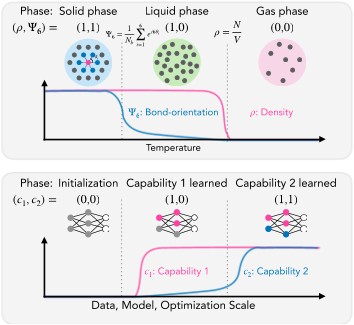 Phase: Solid phase Liquid phase Gas phase
(ρ, Ψ₆) = (1,1) (1,0) (0,0)
Ψ₆ = 1/N_b ∑ e^{i6θ_i}
ρ = N/V
Ψ₆: Bond-orientation
ρ: Density
Temperature
Phase: Initialization Capability 1 learned Capability 2 learned
(c₁, c₂) = (0,0) (1,0) (1,1)
c₁: Capability 1
c₂: Capability 2
Data, Model, Optimization Scale